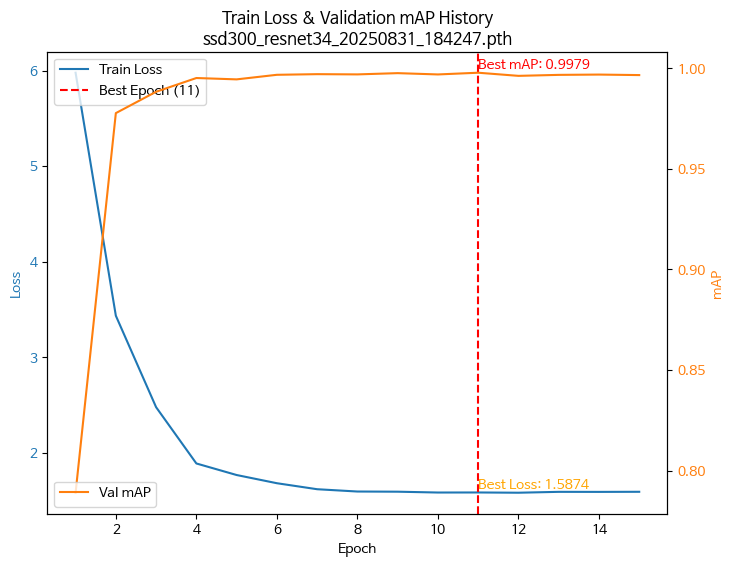 Train Loss & Validation mAP History
ssd300_resnet34_20250831_184247.pth
Train Loss
Best Epoch (11)
Best mAP: 0.9979
Best Loss: 1.5874
Val mAP
6
5
4
3
2
Loss
1.00
0.95
0.90
0.85
0.80
mAP
2 4 6 8 10 12 14
Epoch